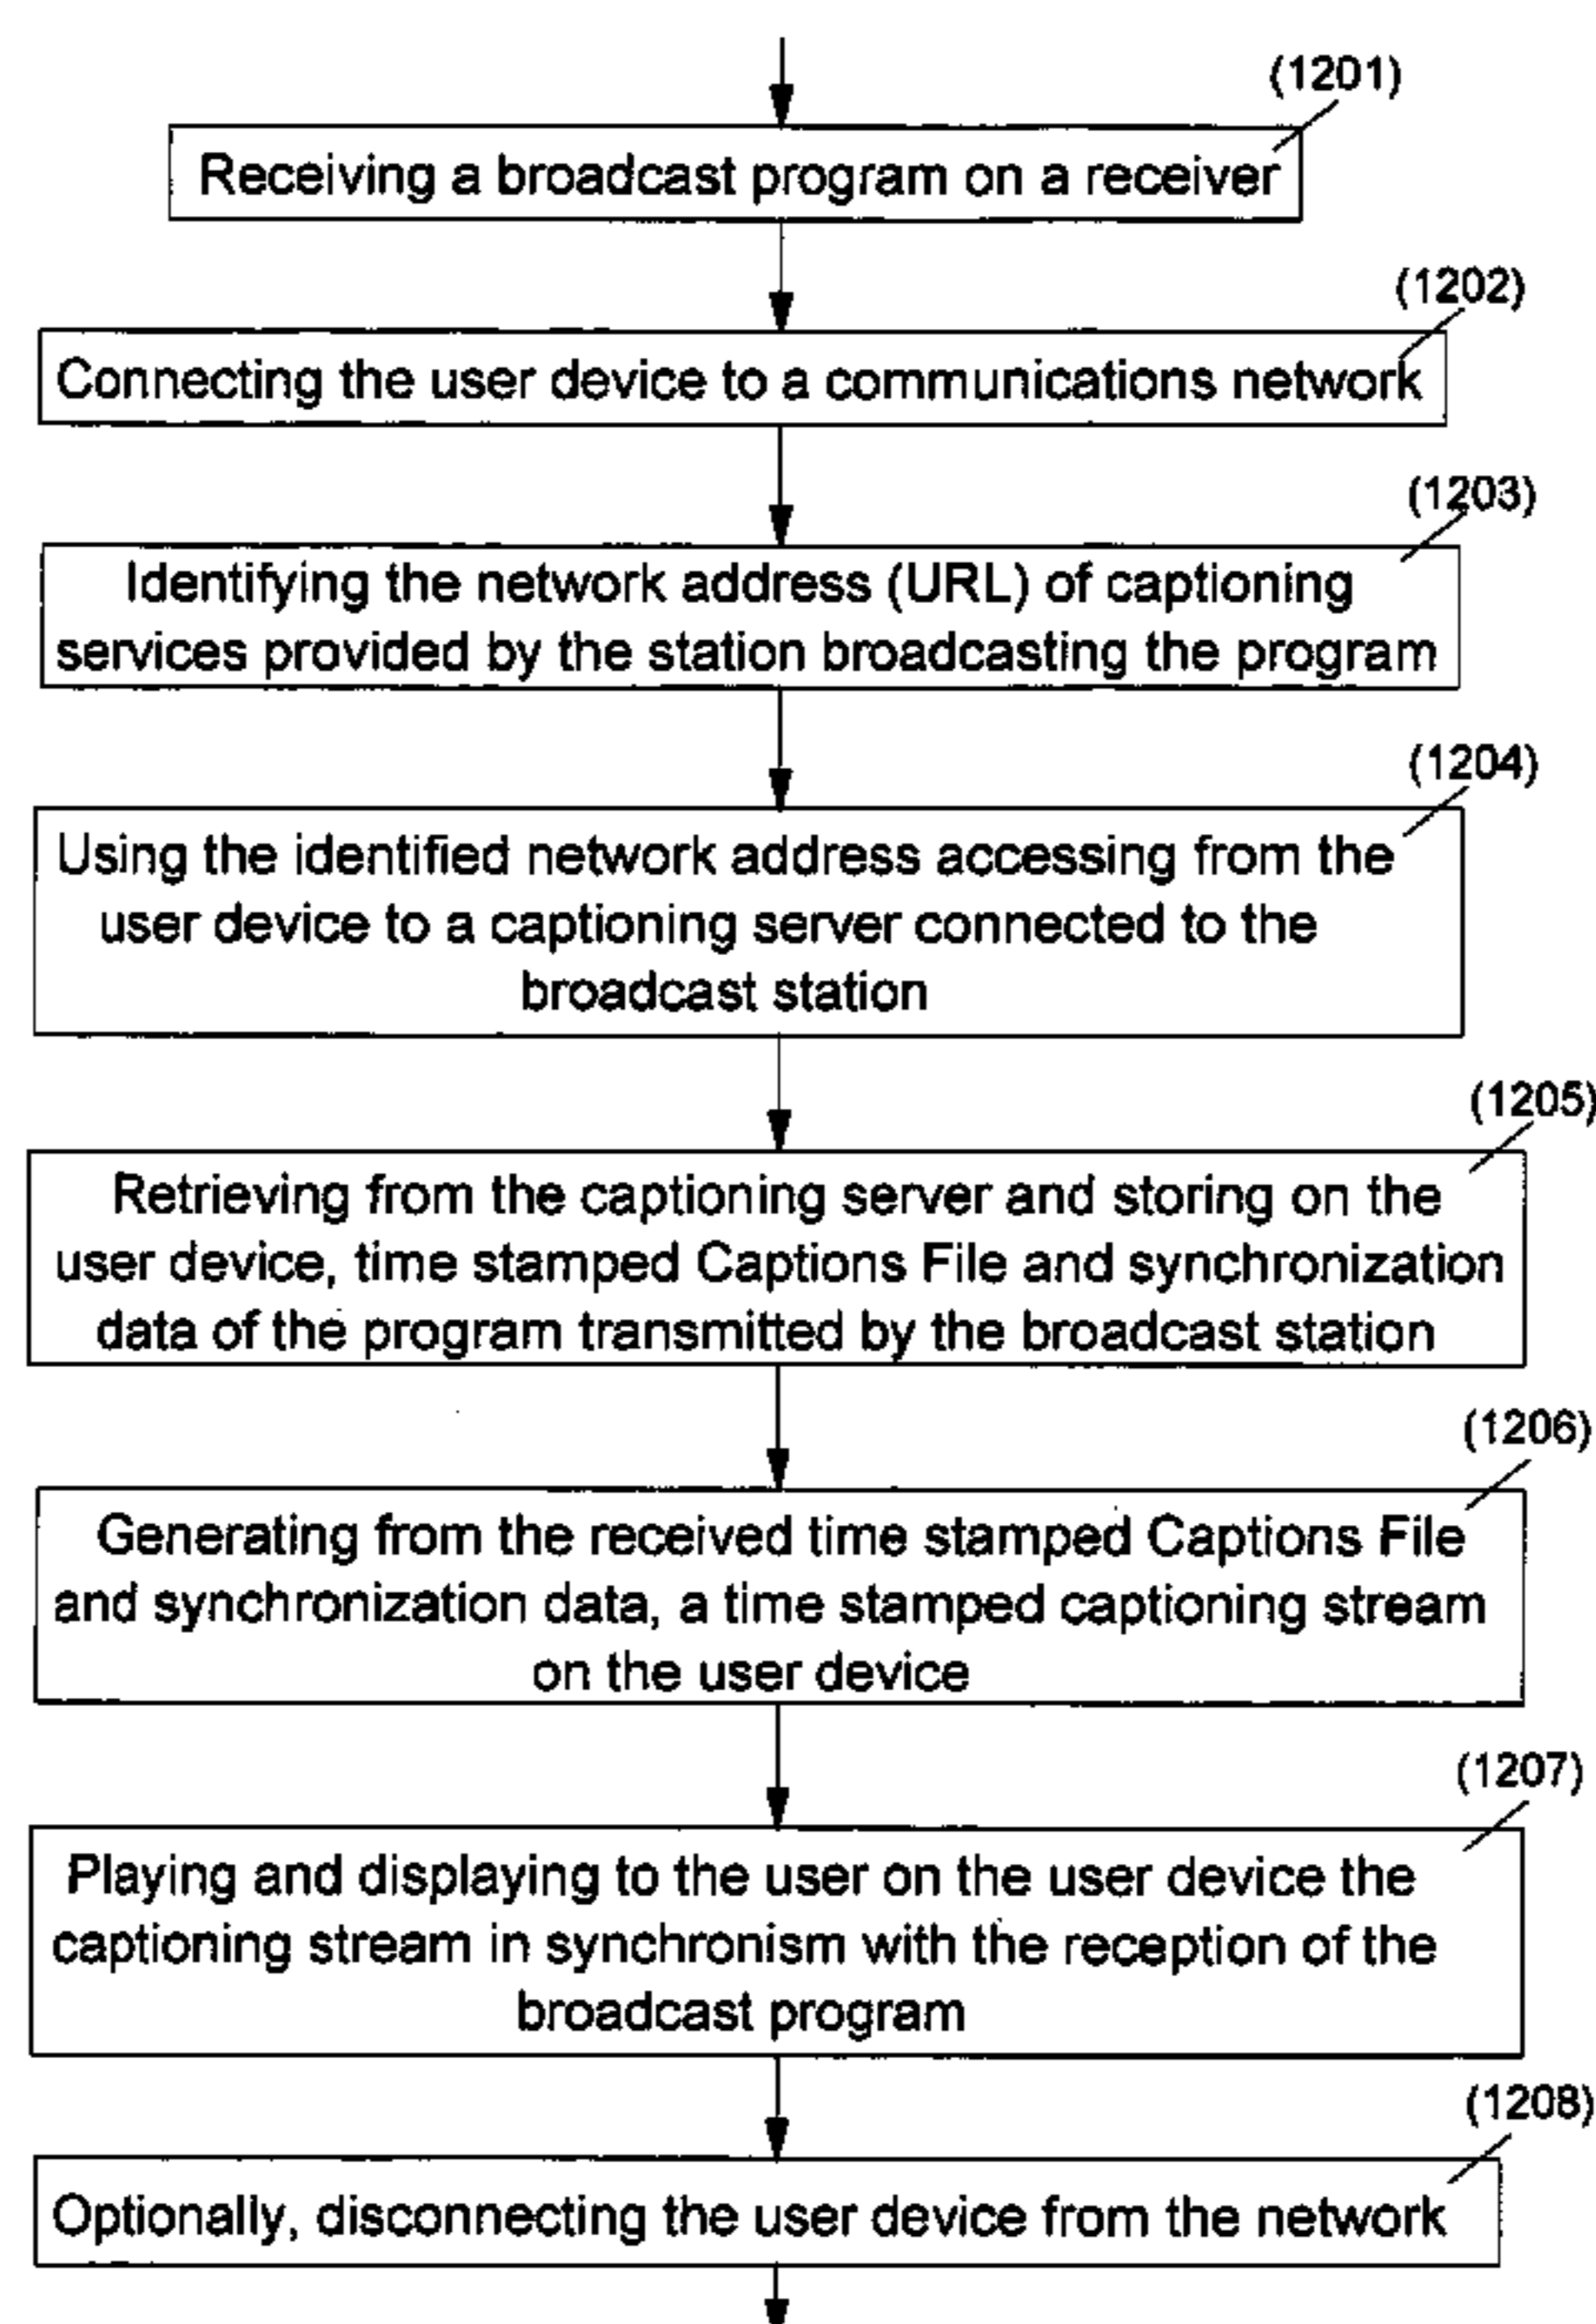 (1201)
Receiving a broadcast program on a receiver
(1202)
Connecting the user device to a communications network
(1203)
Identifying the network address (URL) of captioning
services provided by the station broadcasting the program
(1204)
Using the identified network address accessing from the
user device to a captioning server connected to the
broadcast station
(1205)
Retrieving from the captioning server and storing on the
user device, time stamped Captions File and synchronization
data of the program transmitted by the broadcast station
(1206)
Generating from the received time stamped Captions File
and synchronization data, a time stamped captioning stream
on the user device
(1207)
Playing and displaying to the user on the user device the
captioning stream in synchronism with the reception of the
broadcast program
(1208)
Optionally, disconnecting the user device from the network